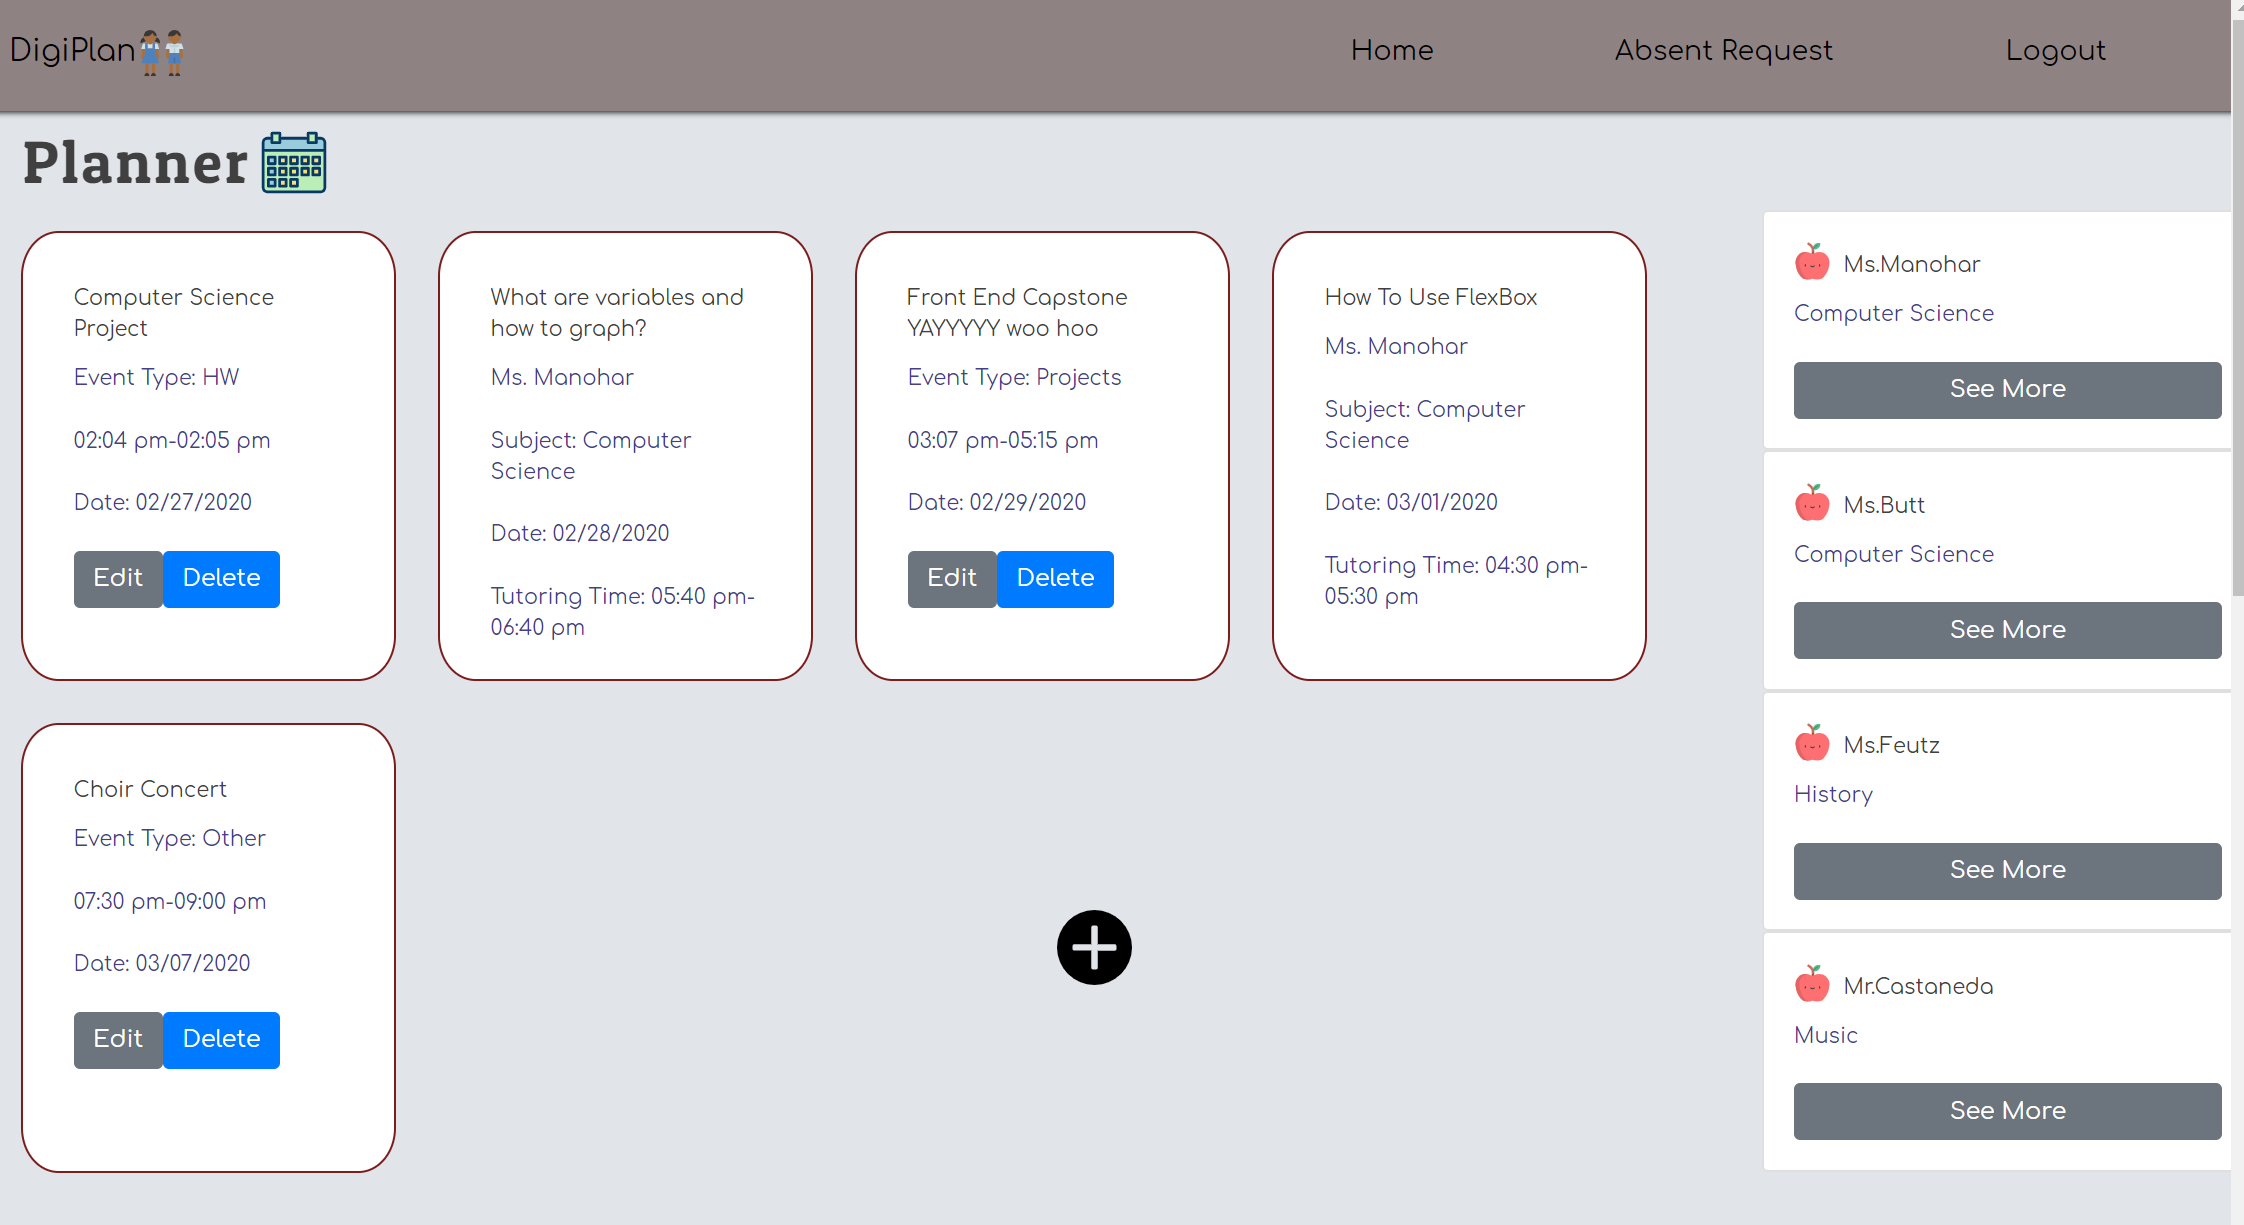 DigiPlan
Home
Absent Request
Logout
Planner
Computer Science
Project
Event Type: HW
02:04 pm-02:05 pm
Date: 02/27/2020
Edit
Delete
What are variables and
how to graph?
Ms. Manohar
Subject: Computer
Science
Date: 02/28/2020
Tutoring Time: 05:40 pm-
06:40 pm
Front End Capstone
YAYYYYY woo hoo
Event Type: Projects
03:07 pm-05:15 pm
Date: 02/29/2020
Edit
Delete
How To Use FlexBox
Ms. Manohar
Subject: Computer
Science
Date: 03/01/2020
Tutoring Time: 04:30 pm-
05:30 pm
Choir Concert
Event Type: Other
07:30 pm-09:00 pm
Date: 03/07/2020
Edit
Delete
Ms.Manohar
Computer Science
See More
Ms.Butt
Computer Science
See More
Ms.Feutz
History
See More
Mr.Castaneda
Music
See More